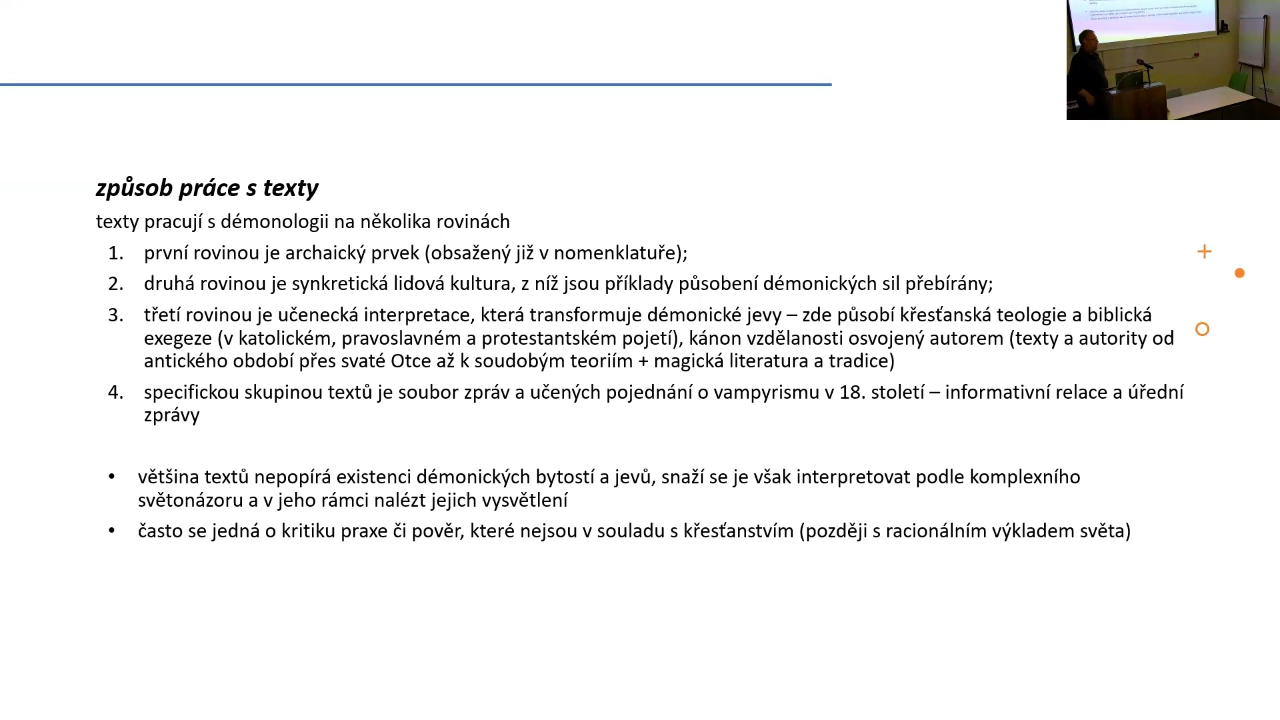 způsob práce s texty
texty pracují s démonologii na několika rovinách
1. první rovinou je archaický prvek (obsažený již v nomenklatuře);
2. druhá rovinou je synkretická lidová kultura, z níž jsou příklady působení démonických sil přebírány;
3. třetí rovinou je učenecká interpretace, která transformuje démonické jevy – zde působí křesťanská teologie a biblická
exegeze (v katolickém, pravoslavném a protestantském pojetí), kánon vzdělanosti osvojený autorem (texty a autority od
antického období přes svaté Otce až k soudobým teoriím + magická literatura a tradice)
4. specifickou skupinou textů je soubor zpráv a učených pojednání o vampyrismu v 18. století – informativní relace a úřední
zprávy
• většina textů nepopírá existenci démonických bytostí a jevů, snaží se je však interpretovat podle komplexního
světonázoru a v jeho rámci nalézt jejich vysvětlení
• často se jedná o kritiku praxe či pověr, které nejsou v souladu s křesťanstvím (později s racionálním výkladem světa)